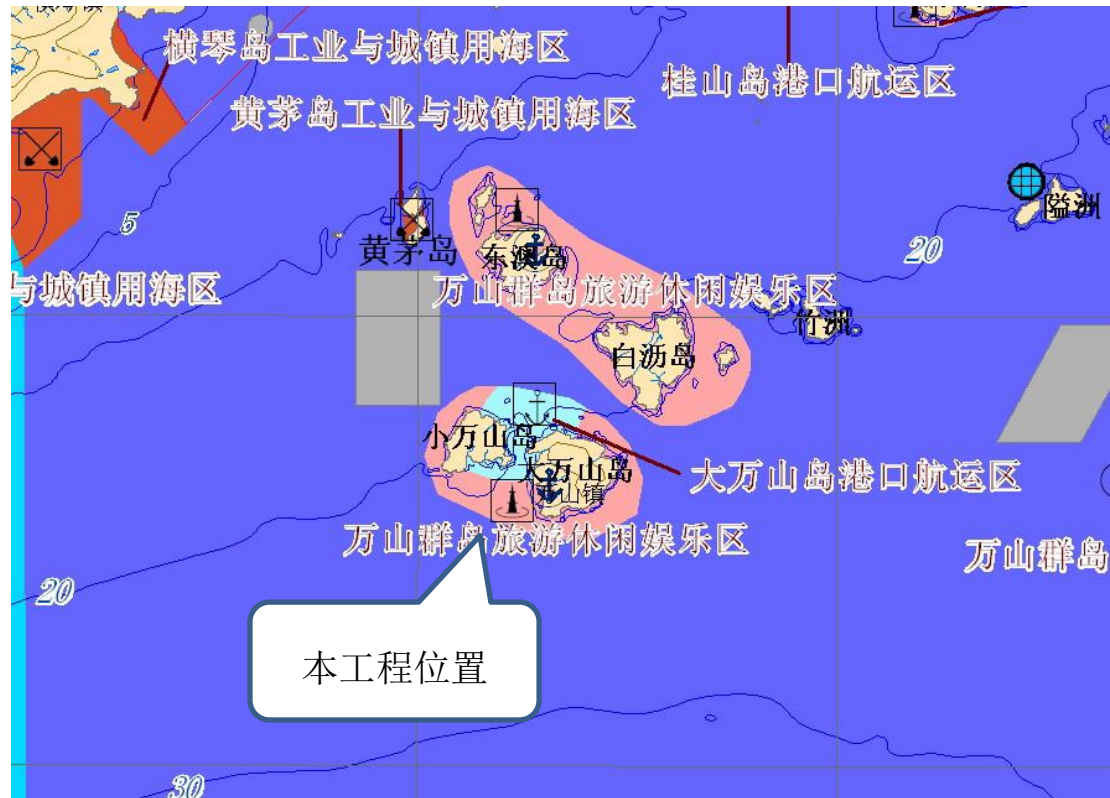 横琴岛工业与城镇用海区
桂山岛港口航运区
黄茅岛工业与城镇用海区
隘洲
5
黄茅岛
东澳岛
20
与城镇用海区
万山群岛旅游休闲娱乐区
竹洲
白沥岛
小万山岛
大万山岛
大万山岛港口航运区
万山镇
万山群岛旅游休闲娱乐区
万山群岛
20
本工程位置
30